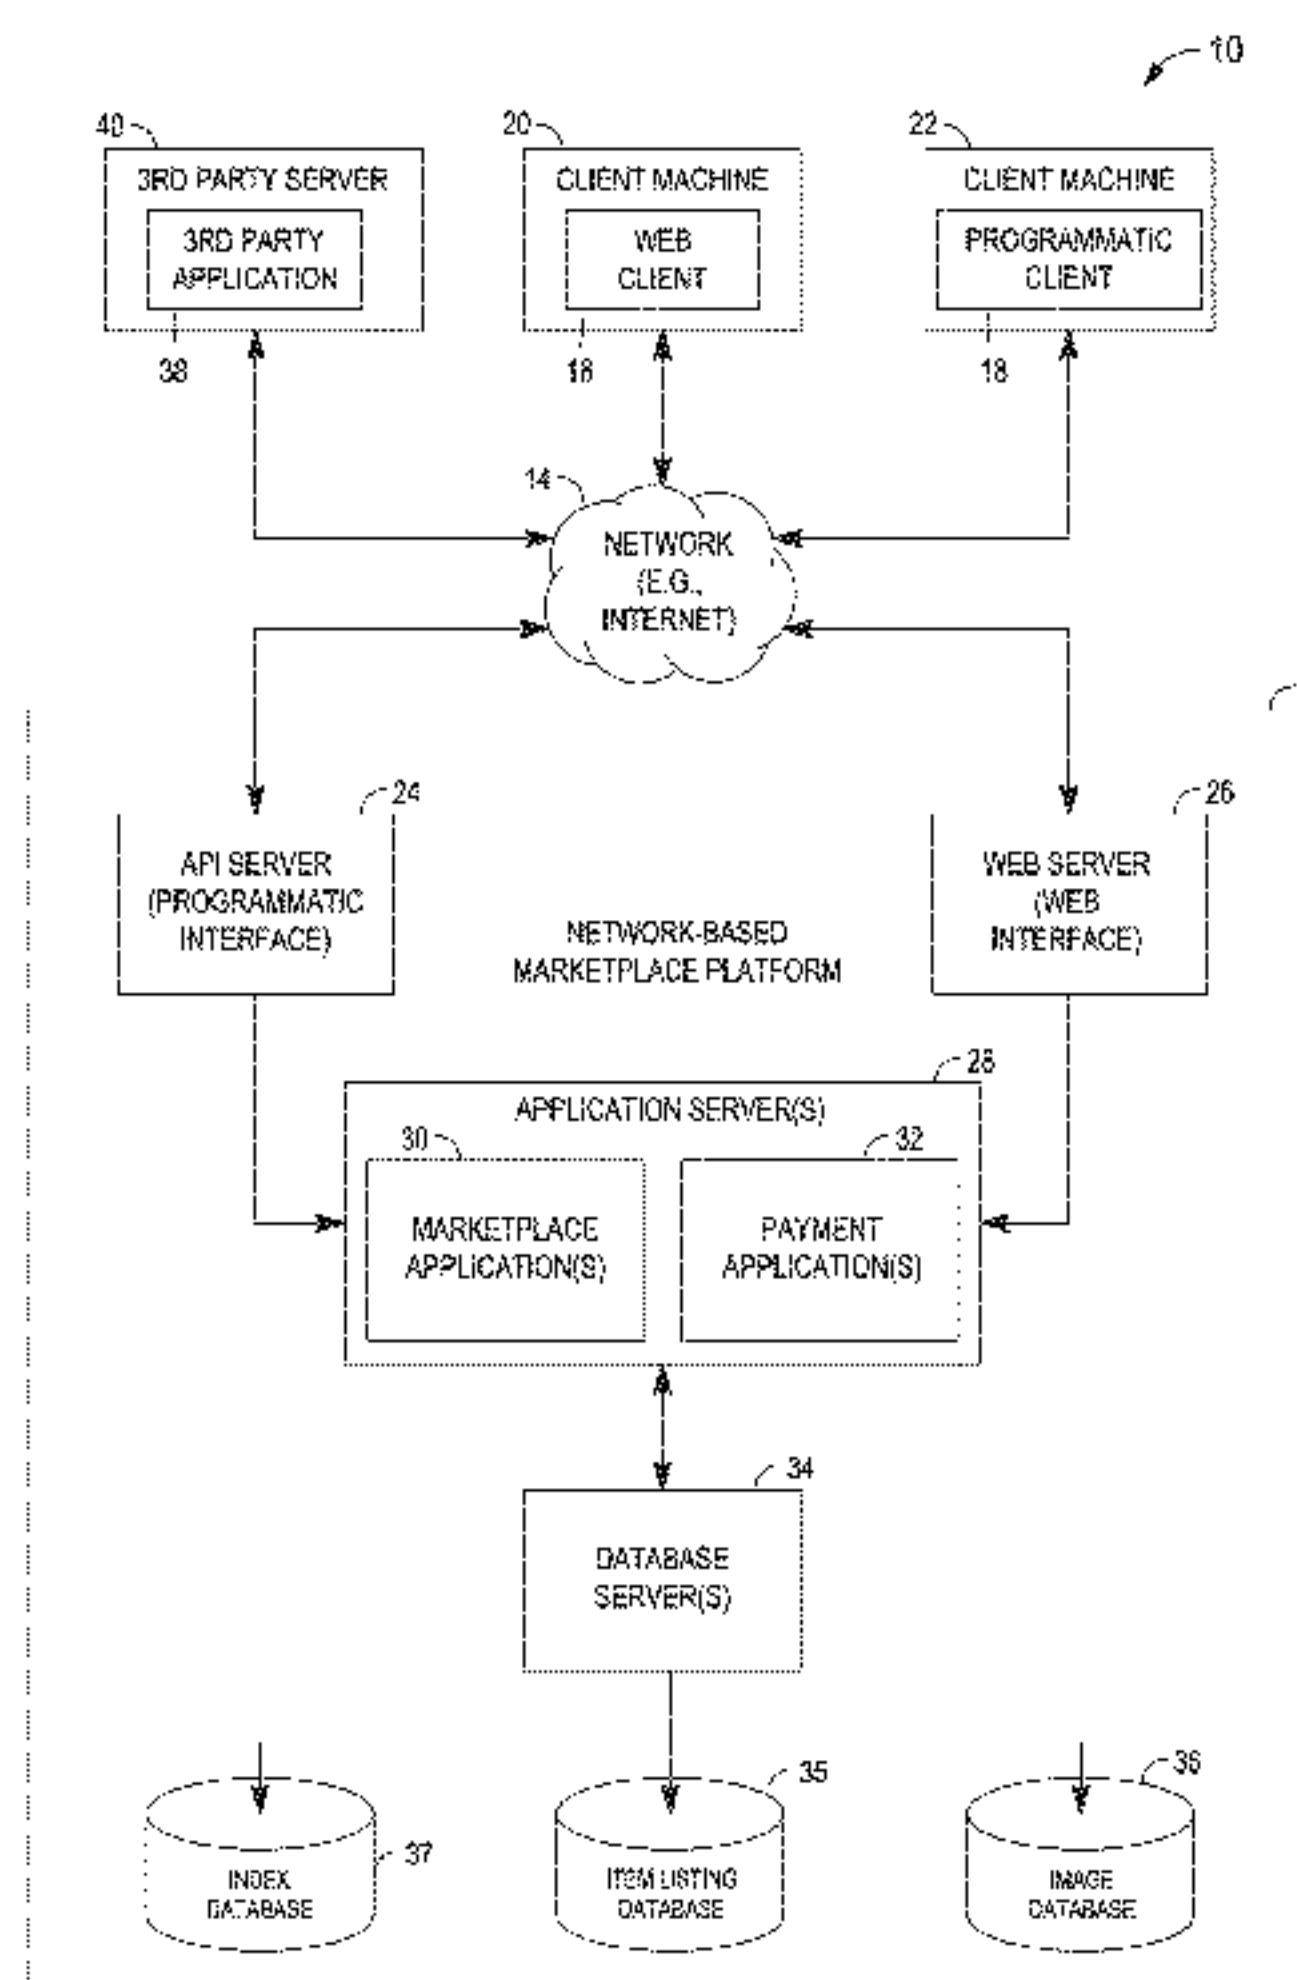 10
40
20
22
3RD PARTY SERVER
CLIENT MACHINE
CLIENT MACHINE
3RD PARTY
APPLICATION
WEB
CLIENT
PROGRAMMATIC
CLIENT
38
16
18
14
NETWORK
(E.G.,
INTERNET)
24
26
API SERVER
(PROGRAMMATIC
INTERFACE)
WEB SERVER
(WEB
INTERFACE)
NETWORK-BASED
MARKETPLACE PLATFORM
28
APPLICATION SERVER(S)
30
32
MARKETPLACE
APPLICATION(S)
PAYMENT
APPLICATION(S)
34
DATABASE
SERVER(S)
35
36
37
INDEX
DATABASE
ITEM LISTING
DATABASE
IMAGE
DATABASE